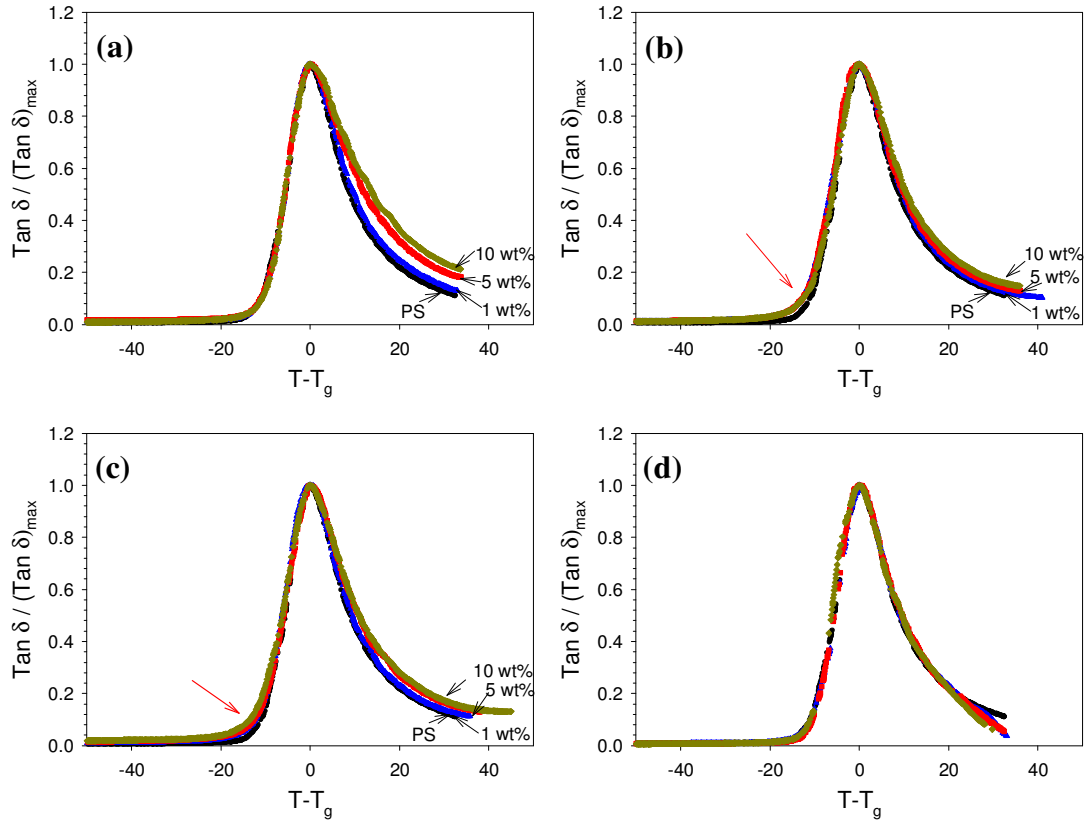 (a)
1.2
1.0
0.8
0.6
0.4
0.2
0.0
Tan δ / (Tan δ)max
10 wt%
5 wt%
PS
1 wt%
-40 -20 0 20 40
T-Tg
(b)
1.2
1.0
0.8
0.6
0.4
0.2
0.0
Tan δ / (Tan δ)max
10 wt%
5 wt%
PS
1 wt%
-40 -20 0 20 40
T-Tg
(c)
1.2
1.0
0.8
0.6
0.4
0.2
0.0
Tan δ / (Tan δ)max
10 wt%
5 wt%
PS
1 wt%
-40 -20 0 20 40
T-Tg
(d)
1.2
1.0
0.8
0.6
0.4
0.2
0.0
Tan δ / (Tan δ)max
-40 -20 0 20 40
T-Tg